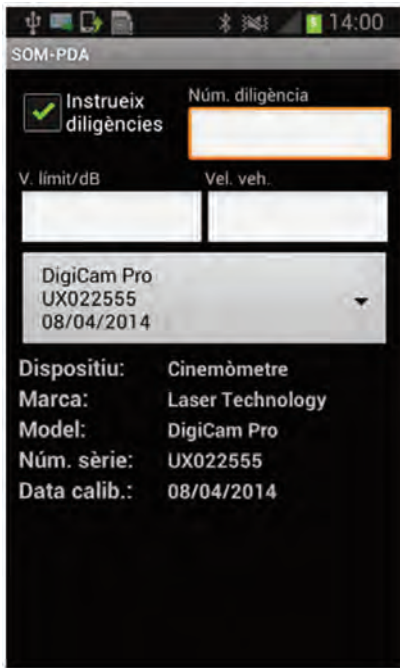 14:00
SOM-PDA
Instrueix
diligències
Núm. diligència
V. límit/dB
Vel. veh.
DigiCam Pro
UX022555
08/04/2014
Dispositiu: Cinemòmetre
Marca: Laser Technology
Model: DigiCam Pro
Núm. sèrie: UX022555
Data calib.: 08/04/2014